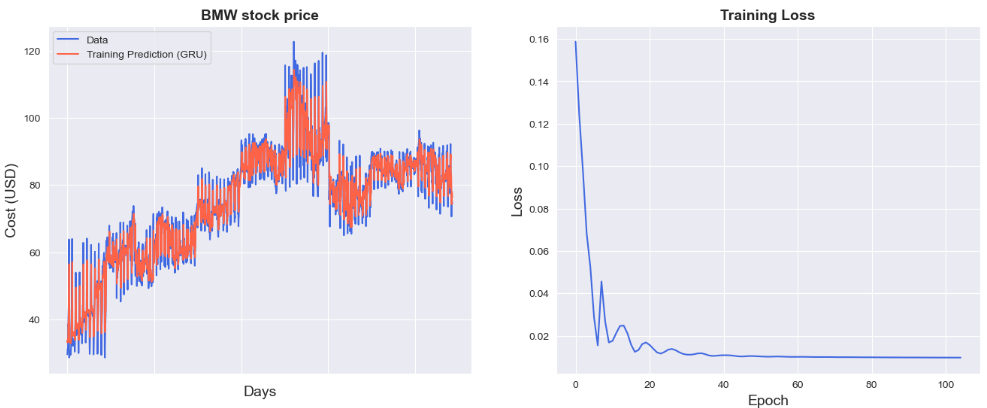 BMW stock price
Data
Training Prediction (GRU)
120
100
80
60
40
Cost (USD)
Days
Training Loss
0.16
0.14
0.12
0.10
0.08
0.06
0.04
0.02
Loss
0
20
40
60
80
100
Epoch